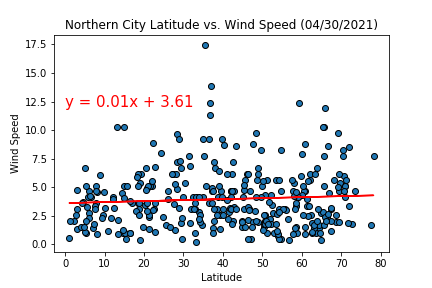 Northern City Latitude vs. Wind Speed (04/30/2021)
17.5
15.0
12.5
10.0
7.5
5.0
2.5
0.0
Wind Speed
y = 0.01x + 3.61
0 10 20 30 40 50 60 70 80
Latitude